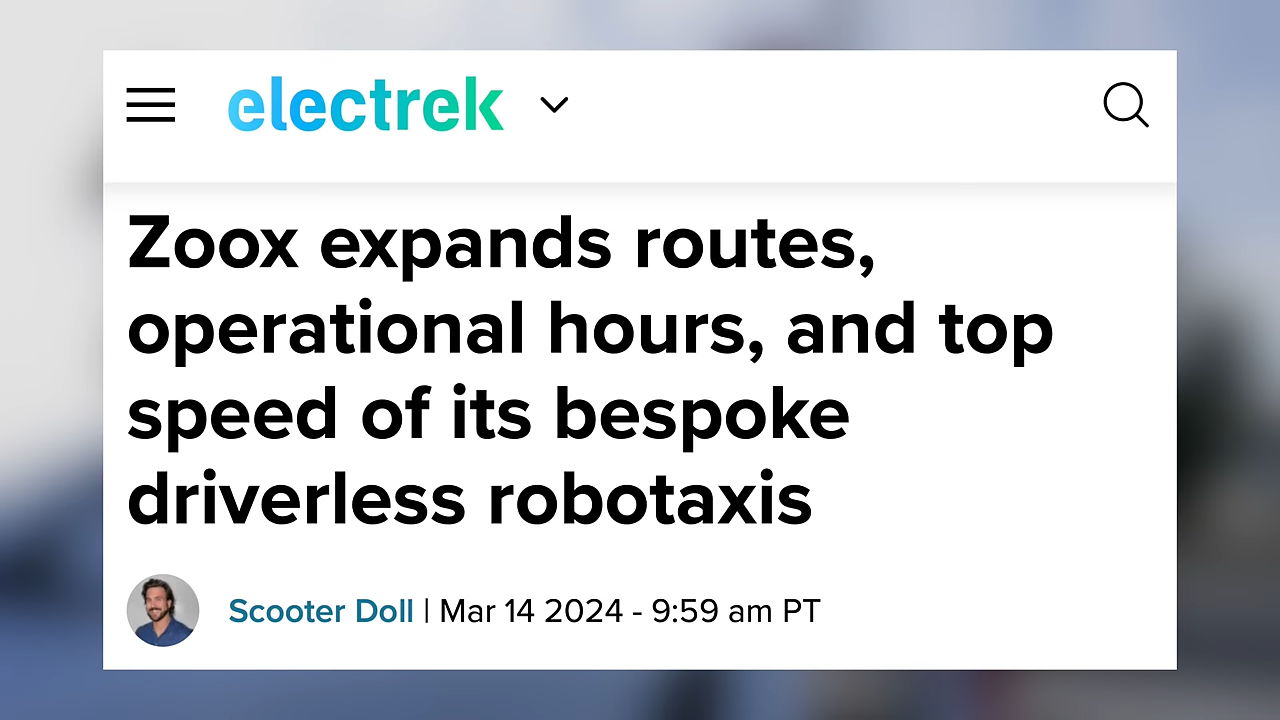 electrek
Zoox expands routes,
operational hours, and top
speed of its bespoke
driverless robotaxis
Scooter Doll | Mar 14 2024 - 9:59 am PT